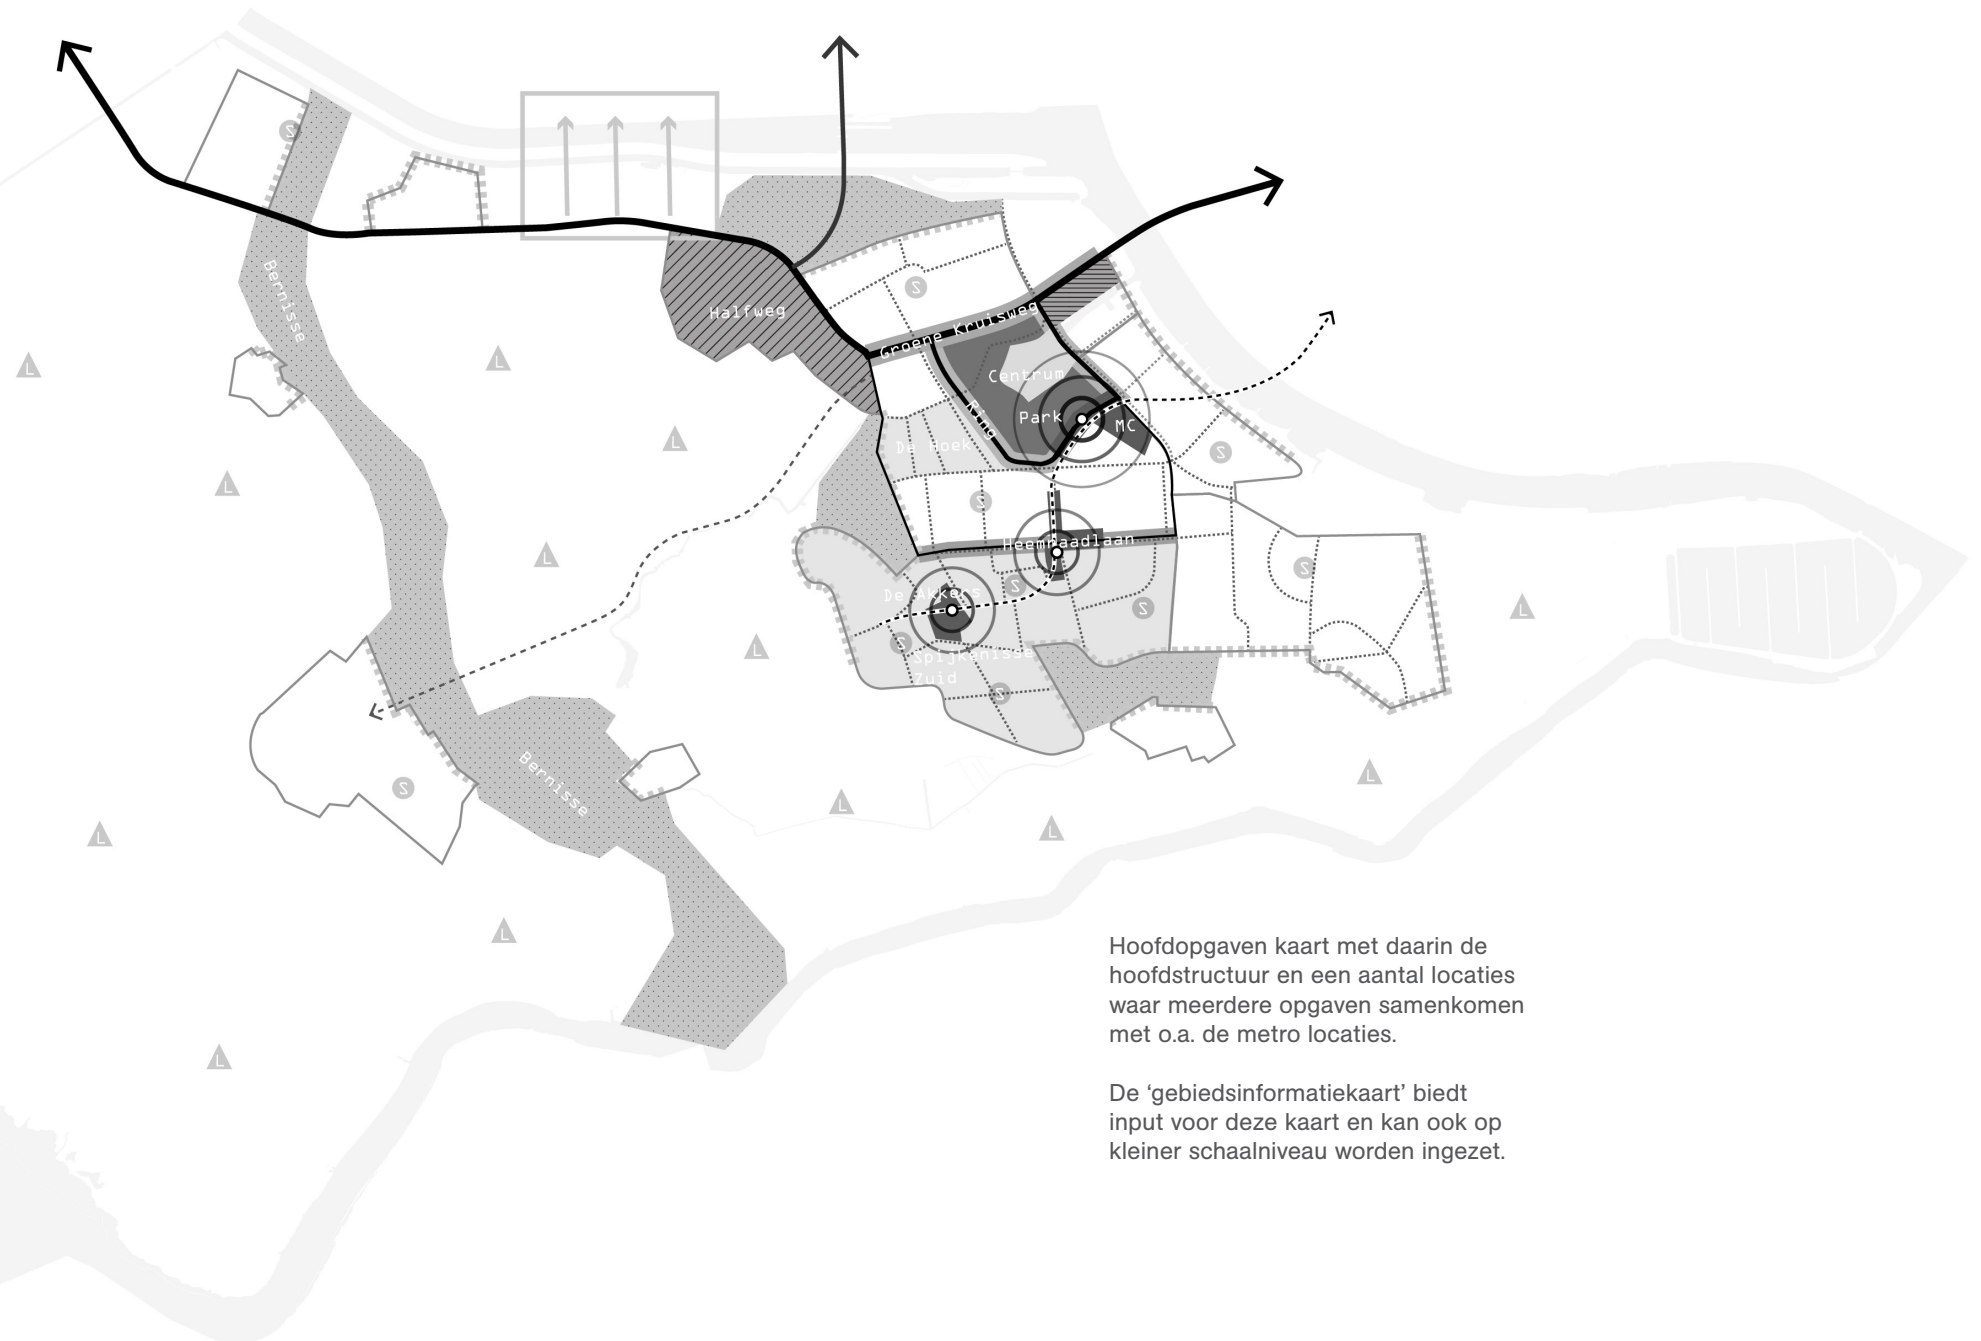 S
Bernisse
Halfweg
S
Groene Kruisweg
Centrum
Park
MC
Ring
De Hoek
S
S
L
L
L
L
L
Heemraadlaan
S
S
S
De Akkers
S
Spijkenisse
Zuid
S
L
L
Bernisse
S
L
L
L
L
L
L
Hoofdopgaven kaart met daarin de
hoofdstructuur en een aantal locaties
waar meerdere opgaven samenkomen
met o.a. de metro locaties.
De ‘gebiedsinformatiekaart’ biedt
input voor deze kaart en kan ook op
kleiner schaalniveau worden ingezet.